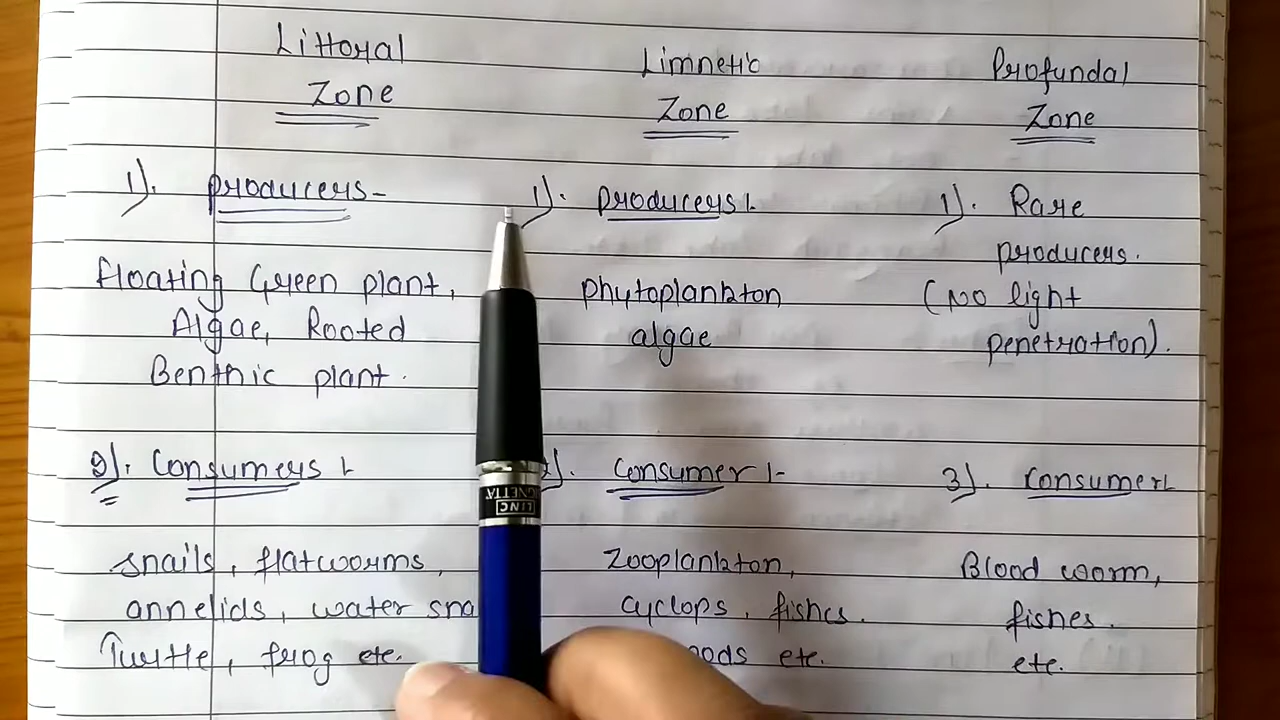 Littoral
Zone
1). producers-
Floating Green plant,
Algae, Rooted
Benthic plant.
2). Consumers :-
snails, flatworms,
annelids, water
Turtle, frog etc.
Limnetic
Zone
1). producers :-
phytoplankton
algae
Consumer :-
Zooplankton,
cyclops, fishes.
etc.
Profundal
Zone
1). Rare
producers.
(No light
penetration).
3). Consumer :-
Blood worm,
fishes.
etc.
LINC
SIGNETTA